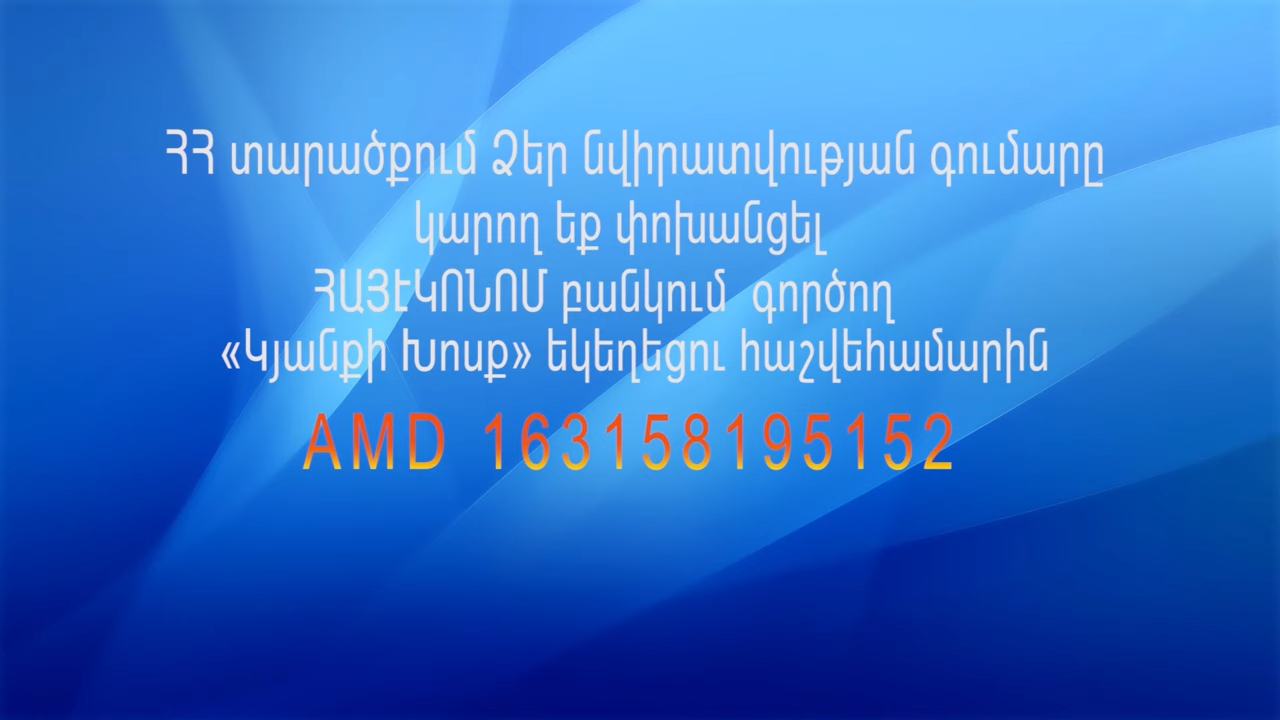 ՀՀ տարածքում Ձեր նվիրատվության գումարը
կարող եք փոխանցել
ՀԱՅԷԿՈՆՈՄ բանկում գործող
«Կյանքի Խոսք» եկեղեցու հաշվեհամարին
AMD 163158195152